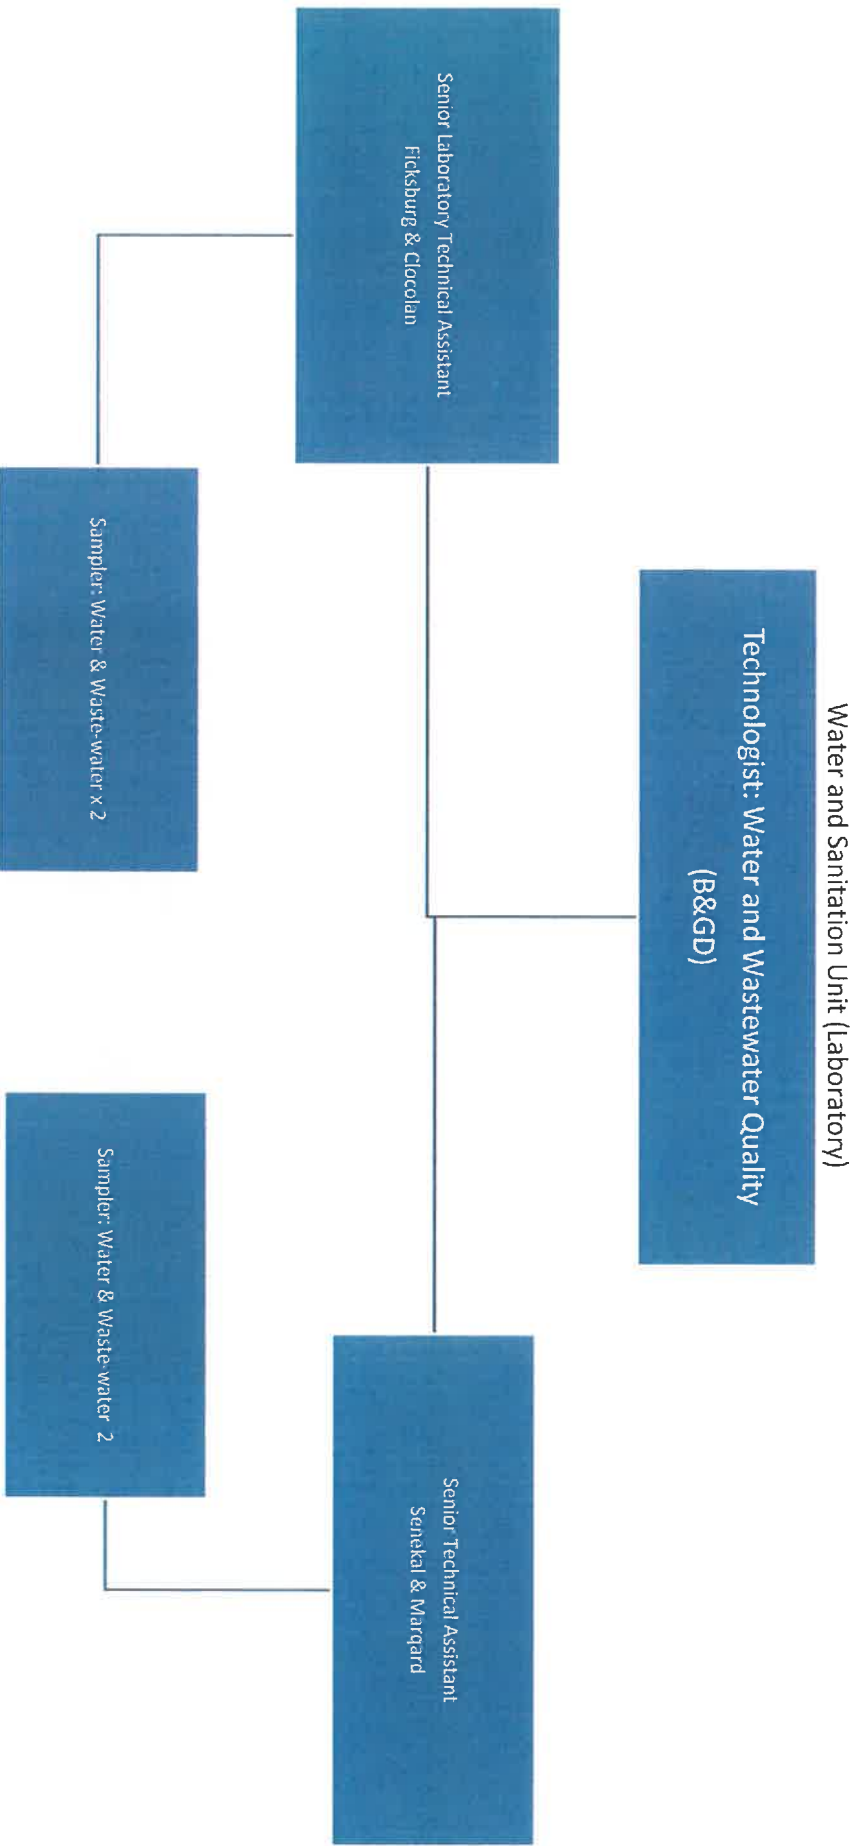 Water and Sanitation Unit (Laboratory)
Technologist: Water and Wastewater Quality
(B&GD)
Senior Laboratory Technical Assistant
Ficksburg & Clocolan
Senior Technical Assistant
Senekal & Marqard
Sampler: Water & Waste-water x 2
Sampler: Water & Waste-water 2